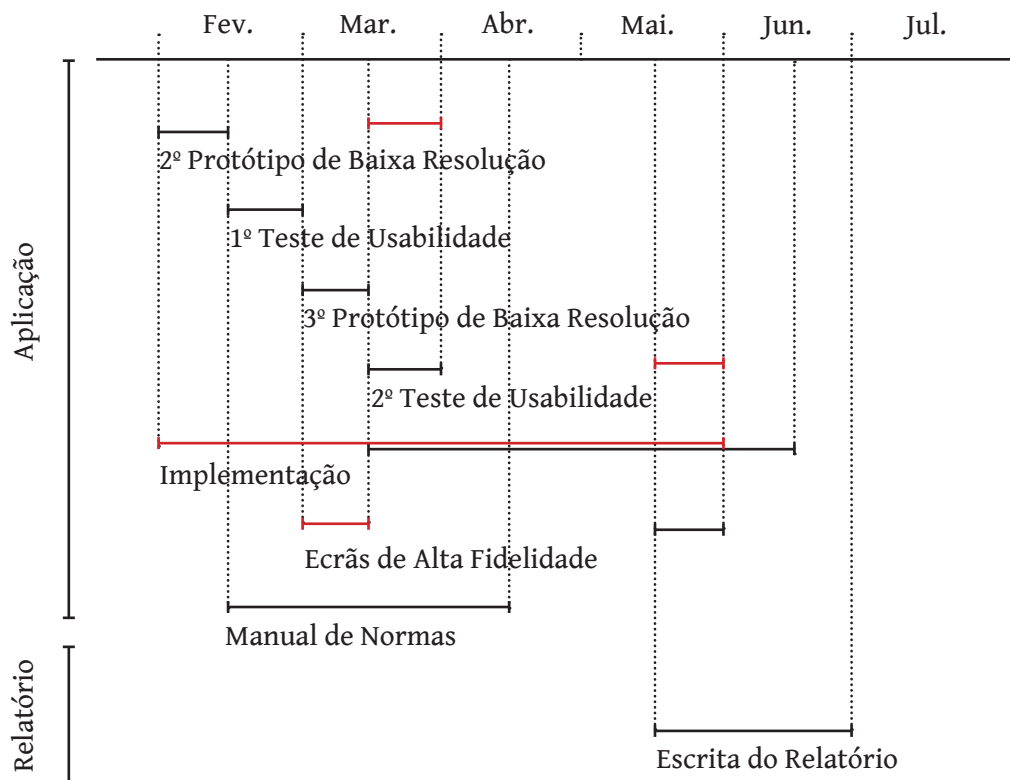 Fev. Mar. Abr. Mai. Jun. Jul.
Aplicação
2º Protótipo de Baixa Resolução
1º Teste de Usabilidade
3º Protótipo de Baixa Resolução
2º Teste de Usabilidade
Implementação
Ecrãs de Alta Fidelidade
Manual de Normas
Relatório
Escrita do Relatório